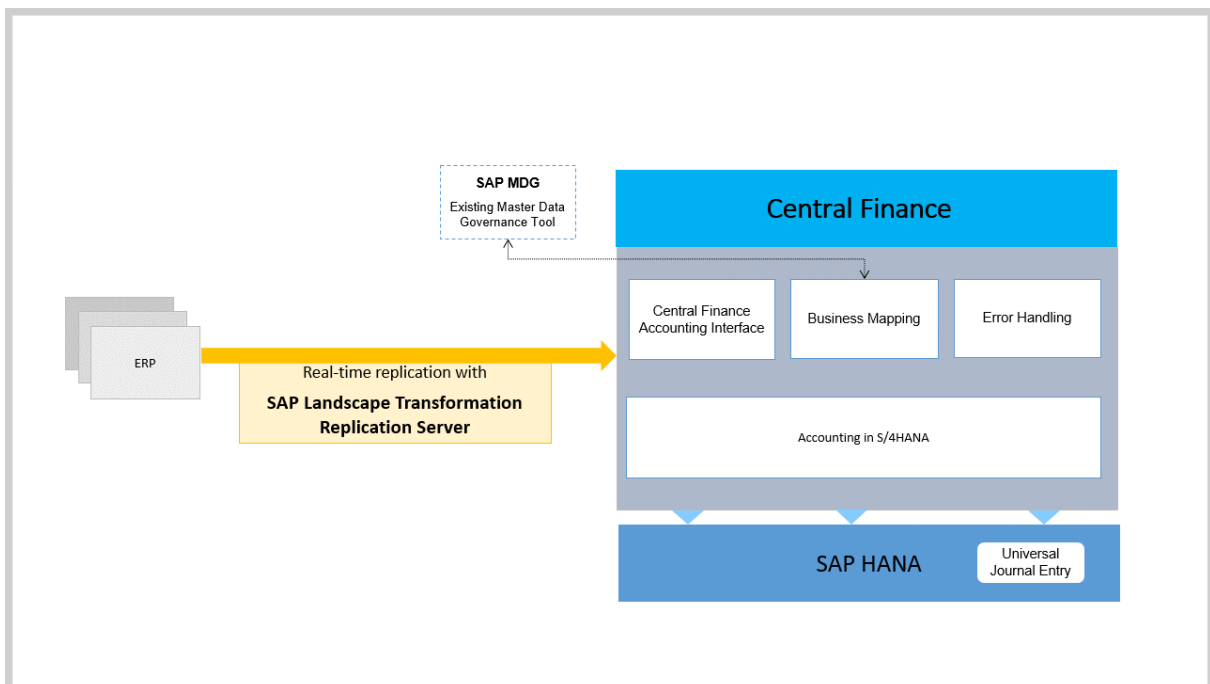 SAP MDG
Existing Master Data
Governance Tool
Central Finance
Central Finance
Accounting Interface
Business Mapping
Error Handling
ERP
Real-time replication with
SAP Landscape Transformation
Replication Server
Accounting in S/4HANA
SAP HANA
Universal
Journal Entry